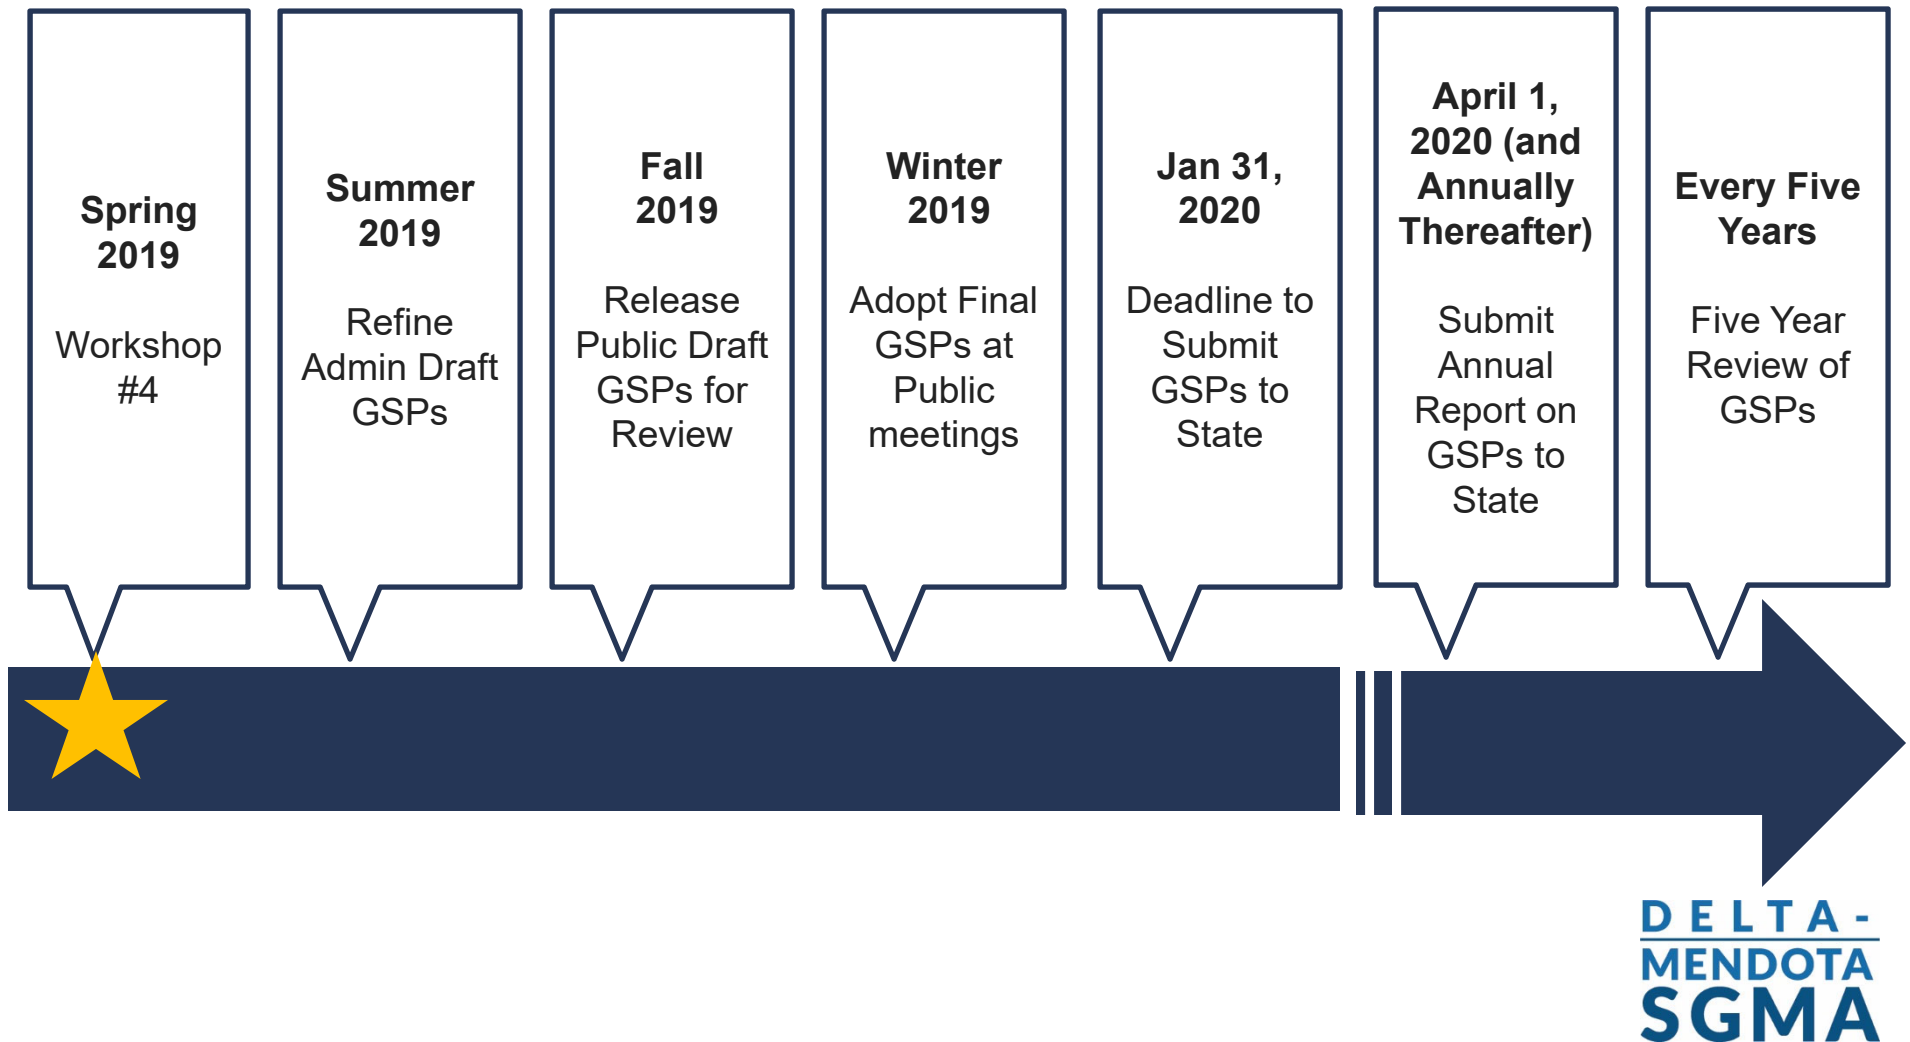 Spring
2019
Workshop
#4
Summer
2019
Refine
Admin Draft
GSPs
Fall
2019
Release
Public Draft
GSPs for
Review
Winter
2019
Adopt Final
GSPs at
Public
meetings
Jan 31,
2020
Deadline to
Submit
GSPs to
State
April 1,
2020 (and
Annually
Thereafter)
Submit
Annual
Report on
GSPs to
State
Every Five
Years
Five Year
Review of
GSPs
DELTA-
MENDOTA
SGMA